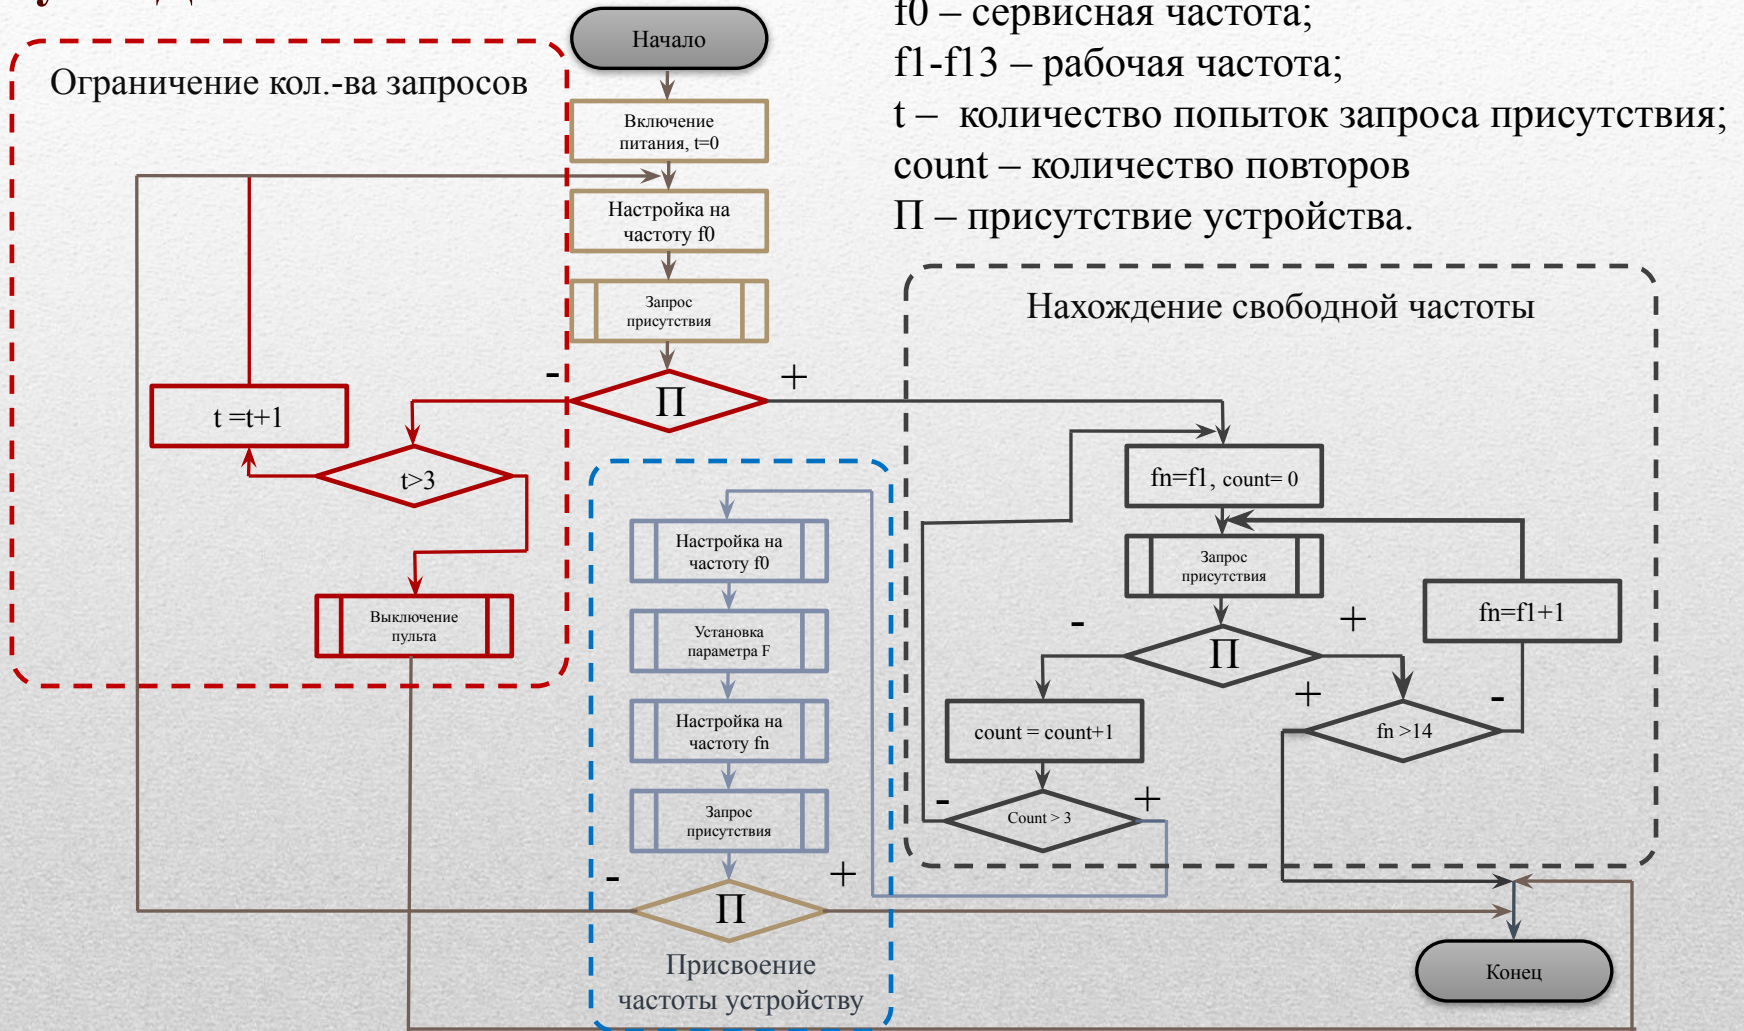 Начало
f0 – сервисная частота;
f1-f13 – рабочая частота;
t – количество попыток запроса присутствия;
count – количество повторов
П – присутствие устройства.
Ограничение кол.-ва запросов
Включение
питания, t=0
Настройка на
частоту f0
Запрос
присутствия
-
П
+
t =t+1
t>3
Выключение
пульта
Нахождение свободной частоты
fn=f1, count= 0
Запрос
присутствия
fn=f1+1
-
П
+
+
-
count = count+1
fn >14
-
Count > 3
+
Настройка на
частоту f0
Установка
параметра F
Настройка на
частоту fn
Запрос
присутствия
-
П
+
Присвоение
частоты устройству
Конец